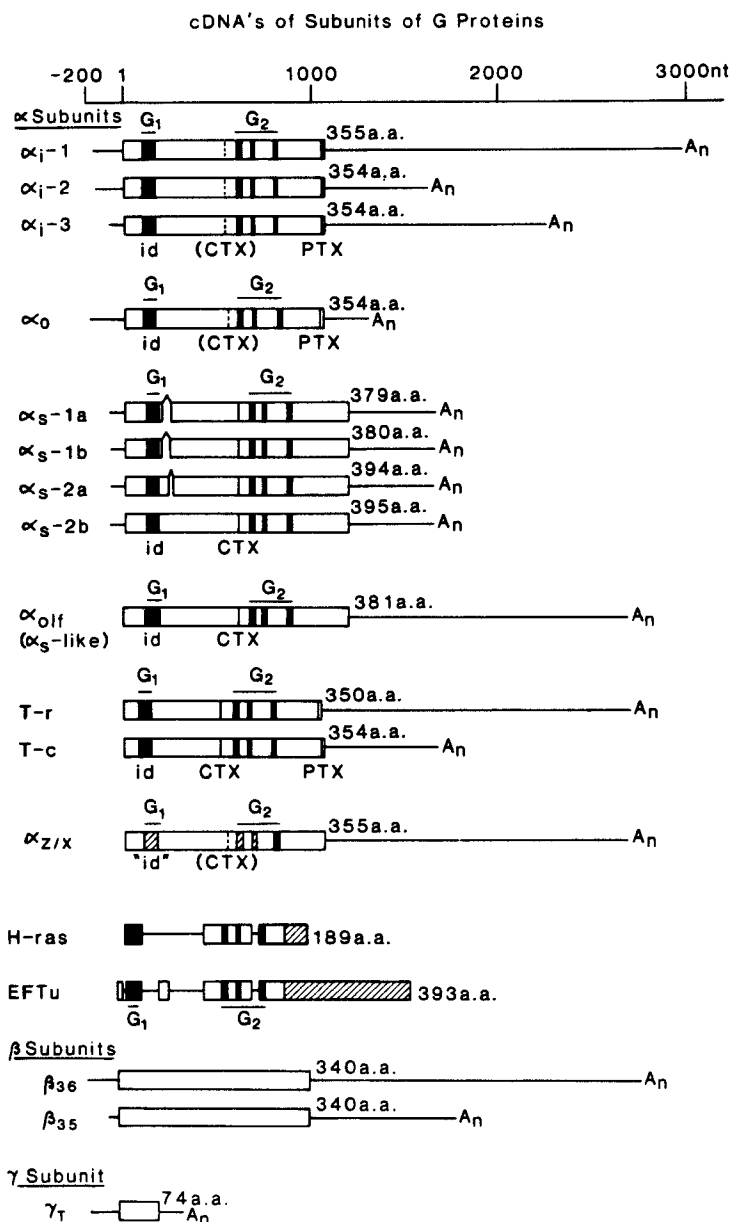 cDNA's of Subunits of G Proteins
-200 1 1000 2000 3000nt
α Subunits G1 G2
αi-1 355a.a. An
αi-2 354a.a. An
αi-3 354a.a. An
id (CTX) PTX
G1 G2
αo 354a.a. An
id (CTX) PTX
G1 G2
αs-1a 379a.a. An
αs-1b 380a.a. An
αs-2a 394a.a. An
αs-2b 395a.a. An
id CTX
G1 G2
αolf 381a.a. An
(αs-like) id CTX
G1 G2
T-r 350a.a. An
T-c 354a.a. An
id CTX PTX
G1 G2
αZ/X 355a.a. An
"id" (CTX)
H-ras 189a.a.
EFTu 393a.a.
G1 G2
β Subunits
β36 340a.a. An
β35 340a.a. An
γ Subunit
γT 74a.a. An